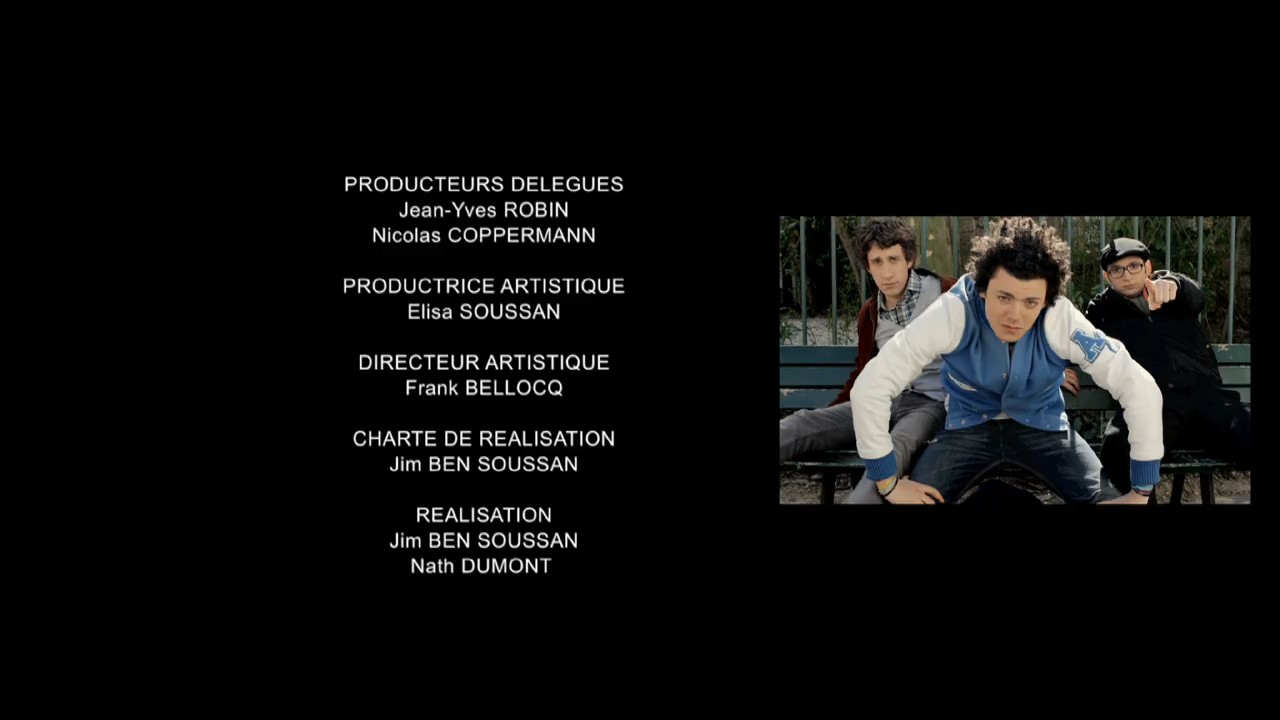 PRODUCTEURS DELEGUES
Jean-Yves ROBIN
Nicolas COPPERMANN
PRODUCTRICE ARTISTIQUE
Elisa SOUSSAN
DIRECTEUR ARTISTIQUE
Frank BELLOCQ
CHARTE DE REALISATION
Jim BEN SOUSSAN
REALISATION
Jim BEN SOUSSAN
Nath DUMONT
A